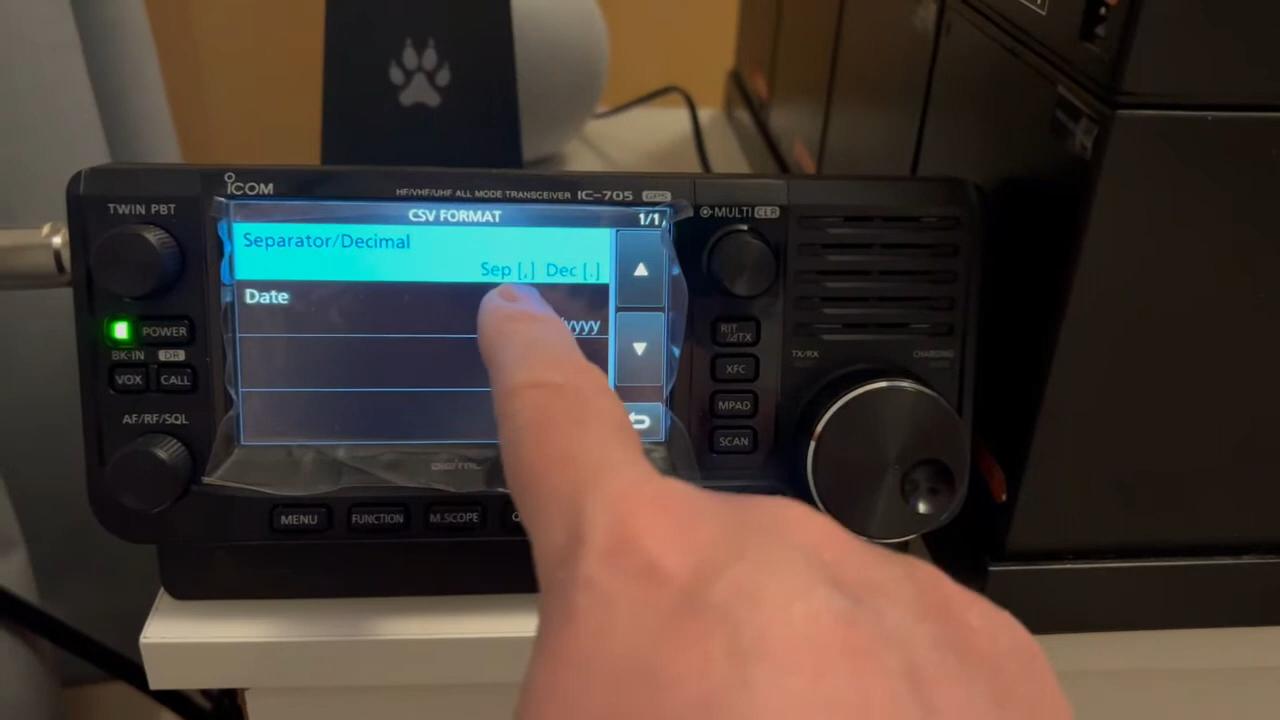 ICOM
HF/VHF/UHF ALL MODE TRANSCEIVER IC-705 GPS
TWIN PBT
CSV FORMAT 1/1
MULTI CLR
Separator/Decimal
Sep [,] Dec [.]
Date
/yyyy
POWER
BK-IN DR
VOX CALL
AF/RF/SQL
RIT
/⊿TX
TX/RX
CHARGING
XFC
MPAD
SCAN
MENU FUNCTION M.SCOPE